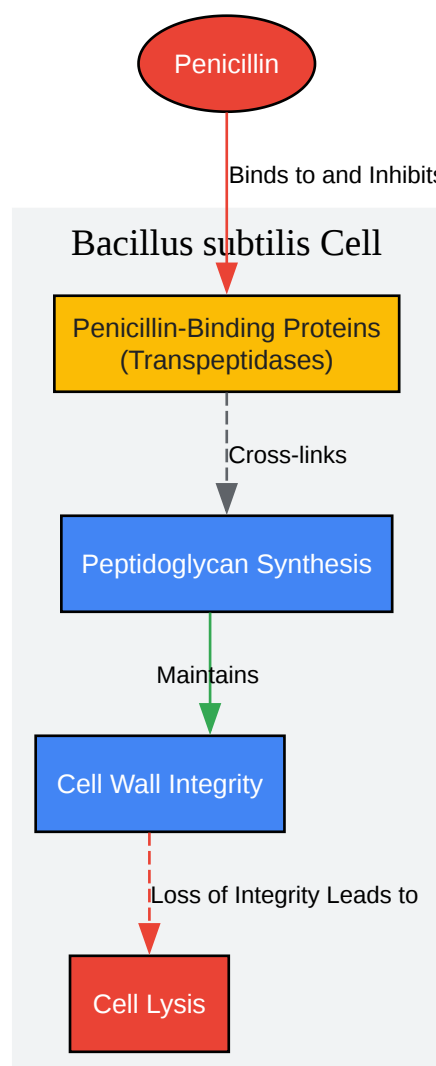 Penicillin
Binds to and Inhibits
Bacillus subtilis Cell
Penicillin-Binding Proteins
(Transpeptidases)
Cross-links
Peptidoglycan Synthesis
Maintains
Cell Wall Integrity
Loss of Integrity Leads to
Cell Lysis